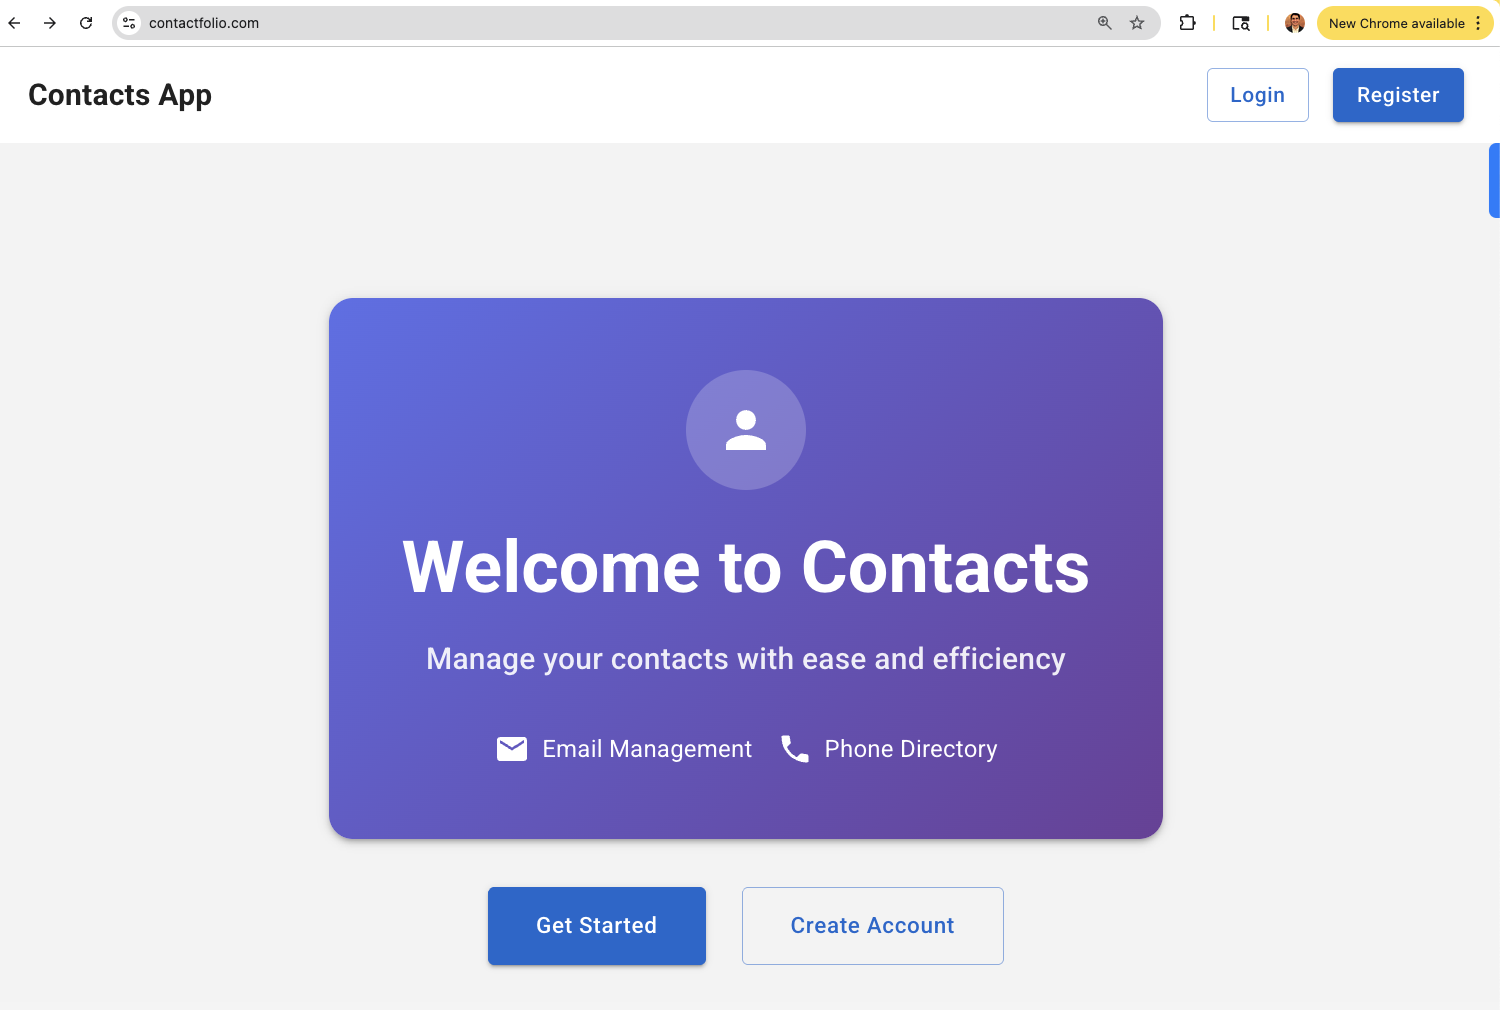 contactfolio.com
New Chrome available
Contacts App
Login
Register
Welcome to Contacts
Manage your contacts with ease and efficiency
Email Management
Phone Directory
Get Started
Create Account